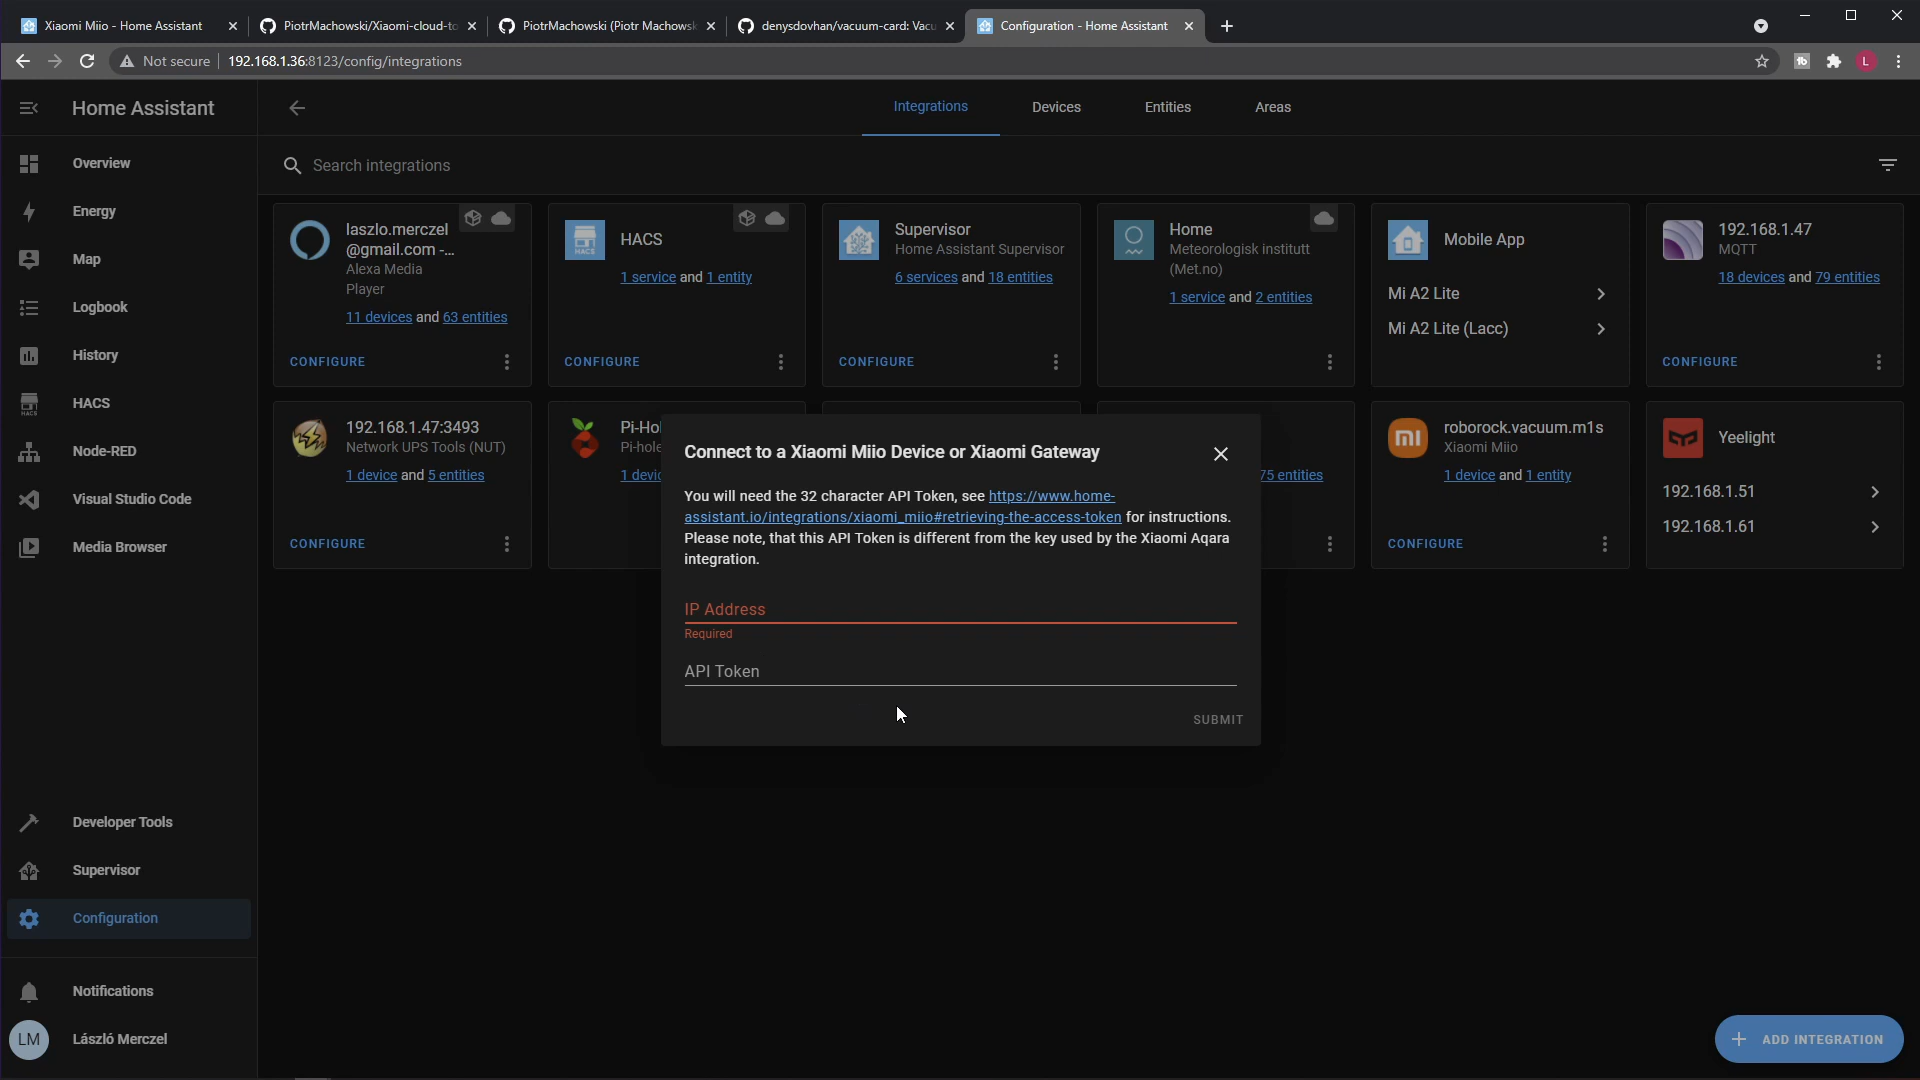 Xiaomi Miio - Home Assistant
PiotrMachowski/Xiaomi-cloud-to
PiotrMachowski (Piotr Machowsk
denysdovhan/vacuum-card: Vacu
Configuration - Home Assistant
Not secure
192.168.1.36:8123/config/integrations
L
Home Assistant
Integrations
Devices
Entities
Areas
Search integrations
Overview
Energy
Map
Logbook
History
HACS
Node-RED
Visual Studio Code
Media Browser
Developer Tools
Supervisor
Configuration
Notifications
LM
László Merczel
laszlo.merczel
@gmail.com -...
Alexa Media
Player
11 devices and 63 entities
CONFIGURE
HACS
HACS
1 service and 1 entity
CONFIGURE
Supervisor
Home Assistant Supervisor
6 services and 18 entities
CONFIGURE
Home
Meteorologisk institutt
(Met.no)
1 service and 2 entities
Mobile App
Mi A2 Lite
Mi A2 Lite (Lacc)
192.168.1.47
MQTT
18 devices and 79 entities
CONFIGURE
192.168.1.47:3493
Network UPS Tools (NUT)
1 device and 5 entities
CONFIGURE
Pi-Hol
Pi-hole
1 devic
75 entities
mi
roborock.vacuum.m1s
Xiaomi Miio
1 device and 1 entity
CONFIGURE
Yeelight
192.168.1.51
192.168.1.61
Connect to a Xiaomi Miio Device or Xiaomi Gateway
You will need the 32 character API Token, see https://www.home-
assistant.io/integrations/xiaomi_miio#retrieving-the-access-token for instructions.
Please note, that this API Token is different from the key used by the Xiaomi Aqara
integration.
IP Address
Required
API Token
SUBMIT
ADD INTEGRATION